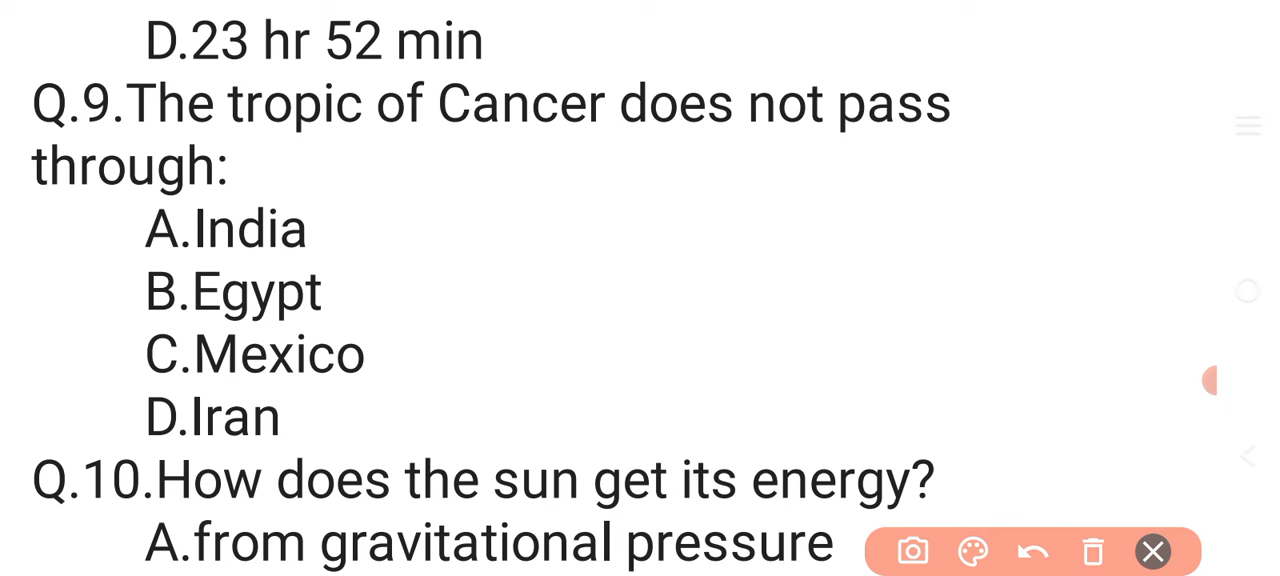 D.23 hr 52 min
Q.9.The tropic of Cancer does not pass
through:
A.India
B.Egypt
C.Mexico
D.Iran
Q.10.How does the sun get its energy?
A.from gravitational pressure